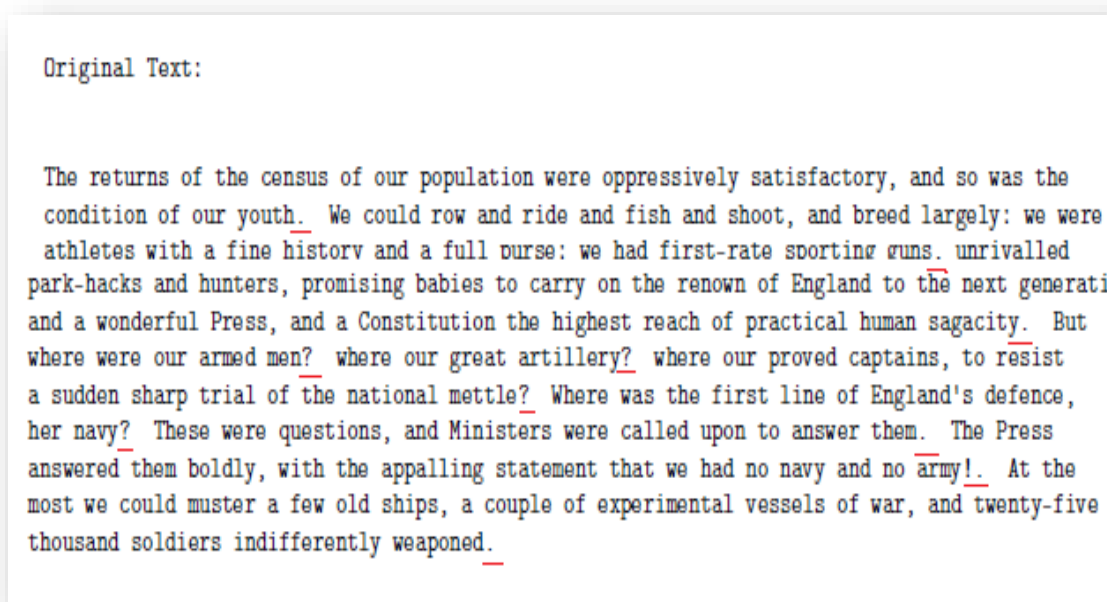 Original Text:
The returns of the census of our population were oppressively satisfactory, and so was the
condition of our youth.  We could row and ride and fish and shoot, and breed largely: we were
athletes with a fine history and a full purse: we had first-rate sporting guns. unrivalled
park-hacks and hunters, promising babies to carry on the renown of England to the next generati
and a wonderful Press, and a Constitution the highest reach of practical human sagacity.  But
where were our armed men?  where our great artillery?  where our proved captains, to resist
a sudden sharp trial of the national mettle?  Where was the first line of England's defence,
her navy?  These were questions, and Ministers were called upon to answer them.  The Press
answered them boldly, with the appalling statement that we had no navy and no army!.  At the
most we could muster a few old ships, a couple of experimental vessels of war, and twenty-five
thousand soldiers indifferently weaponed.